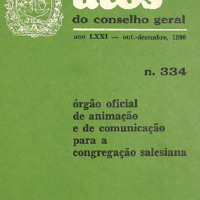 atos
do conselho geral
ano LXXI — out.-dezembro, 1990
n. 334
órgão oficial
de animação
e de comunicação
para a
congregação salesiana